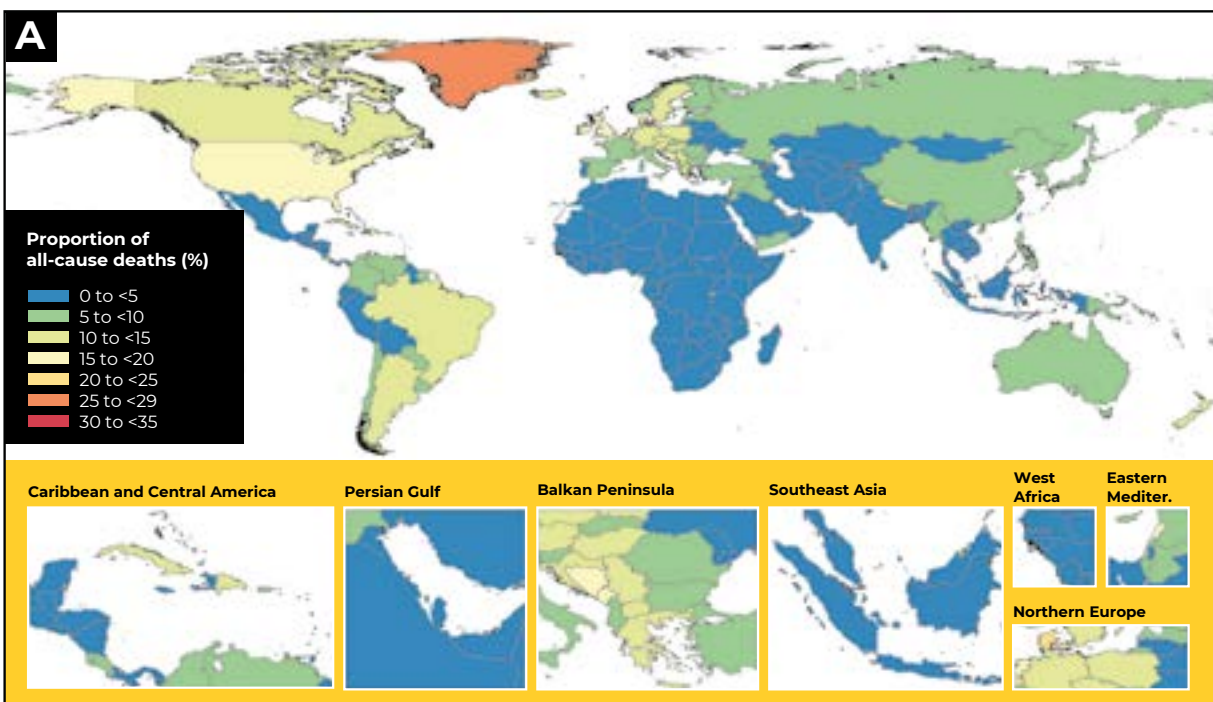 A
Proportion of
all-cause deaths (%)
0 to <5
5 to <10
10 to <15
15 to <20
20 to <25
25 to <29
30 to <35
Caribbean and Central America
Persian Gulf
Balkan Peninsula
Southeast Asia
West
Africa
Eastern
Mediter.
Northern Europe